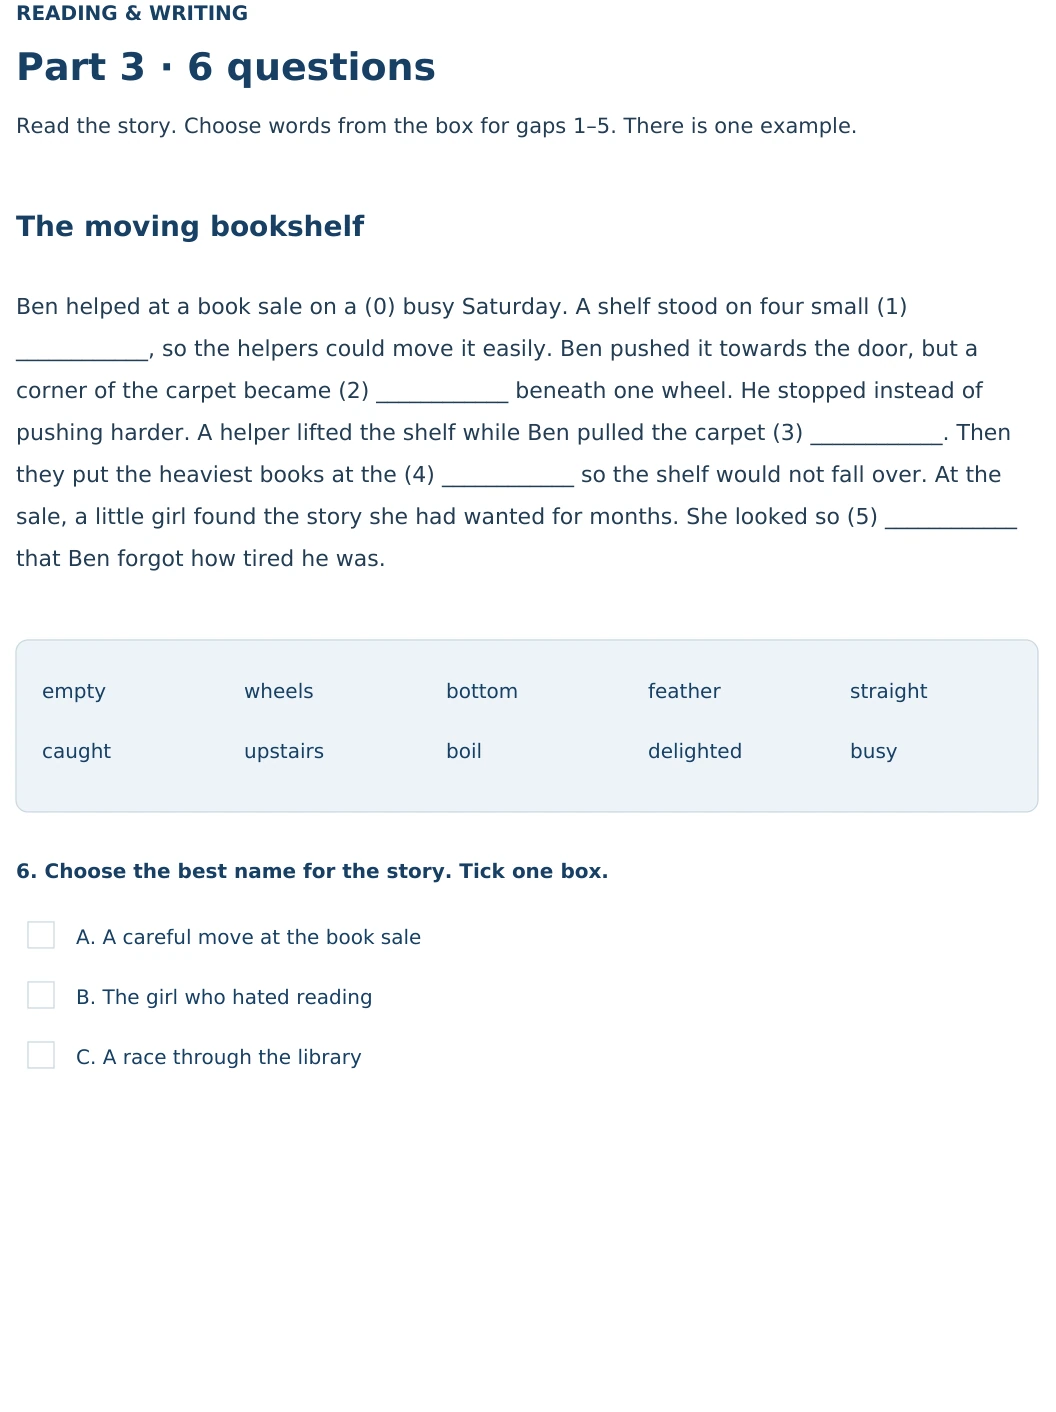 READING & WRITING
Part 3 · 6 questions
Read the story. Choose words from the box for gaps 1–5. There is one example.
The moving bookshelf
Ben helped at a book sale on a (0) busy Saturday. A shelf stood on four small (1)
____________, so the helpers could move it easily. Ben pushed it towards the door, but a
corner of the carpet became (2) ____________ beneath one wheel. He stopped instead of
pushing harder. A helper lifted the shelf while Ben pulled the carpet (3) ____________. Then
they put the heaviest books at the (4) ____________ so the shelf would not fall over. At the
sale, a little girl found the story she had wanted for months. She looked so (5) ____________
that Ben forgot how tired he was.
empty wheels bottom feather straight
caught upstairs boil delighted busy
6. Choose the best name for the story. Tick one box.
A. A careful move at the book sale
B. The girl who hated reading
C. A race through the library